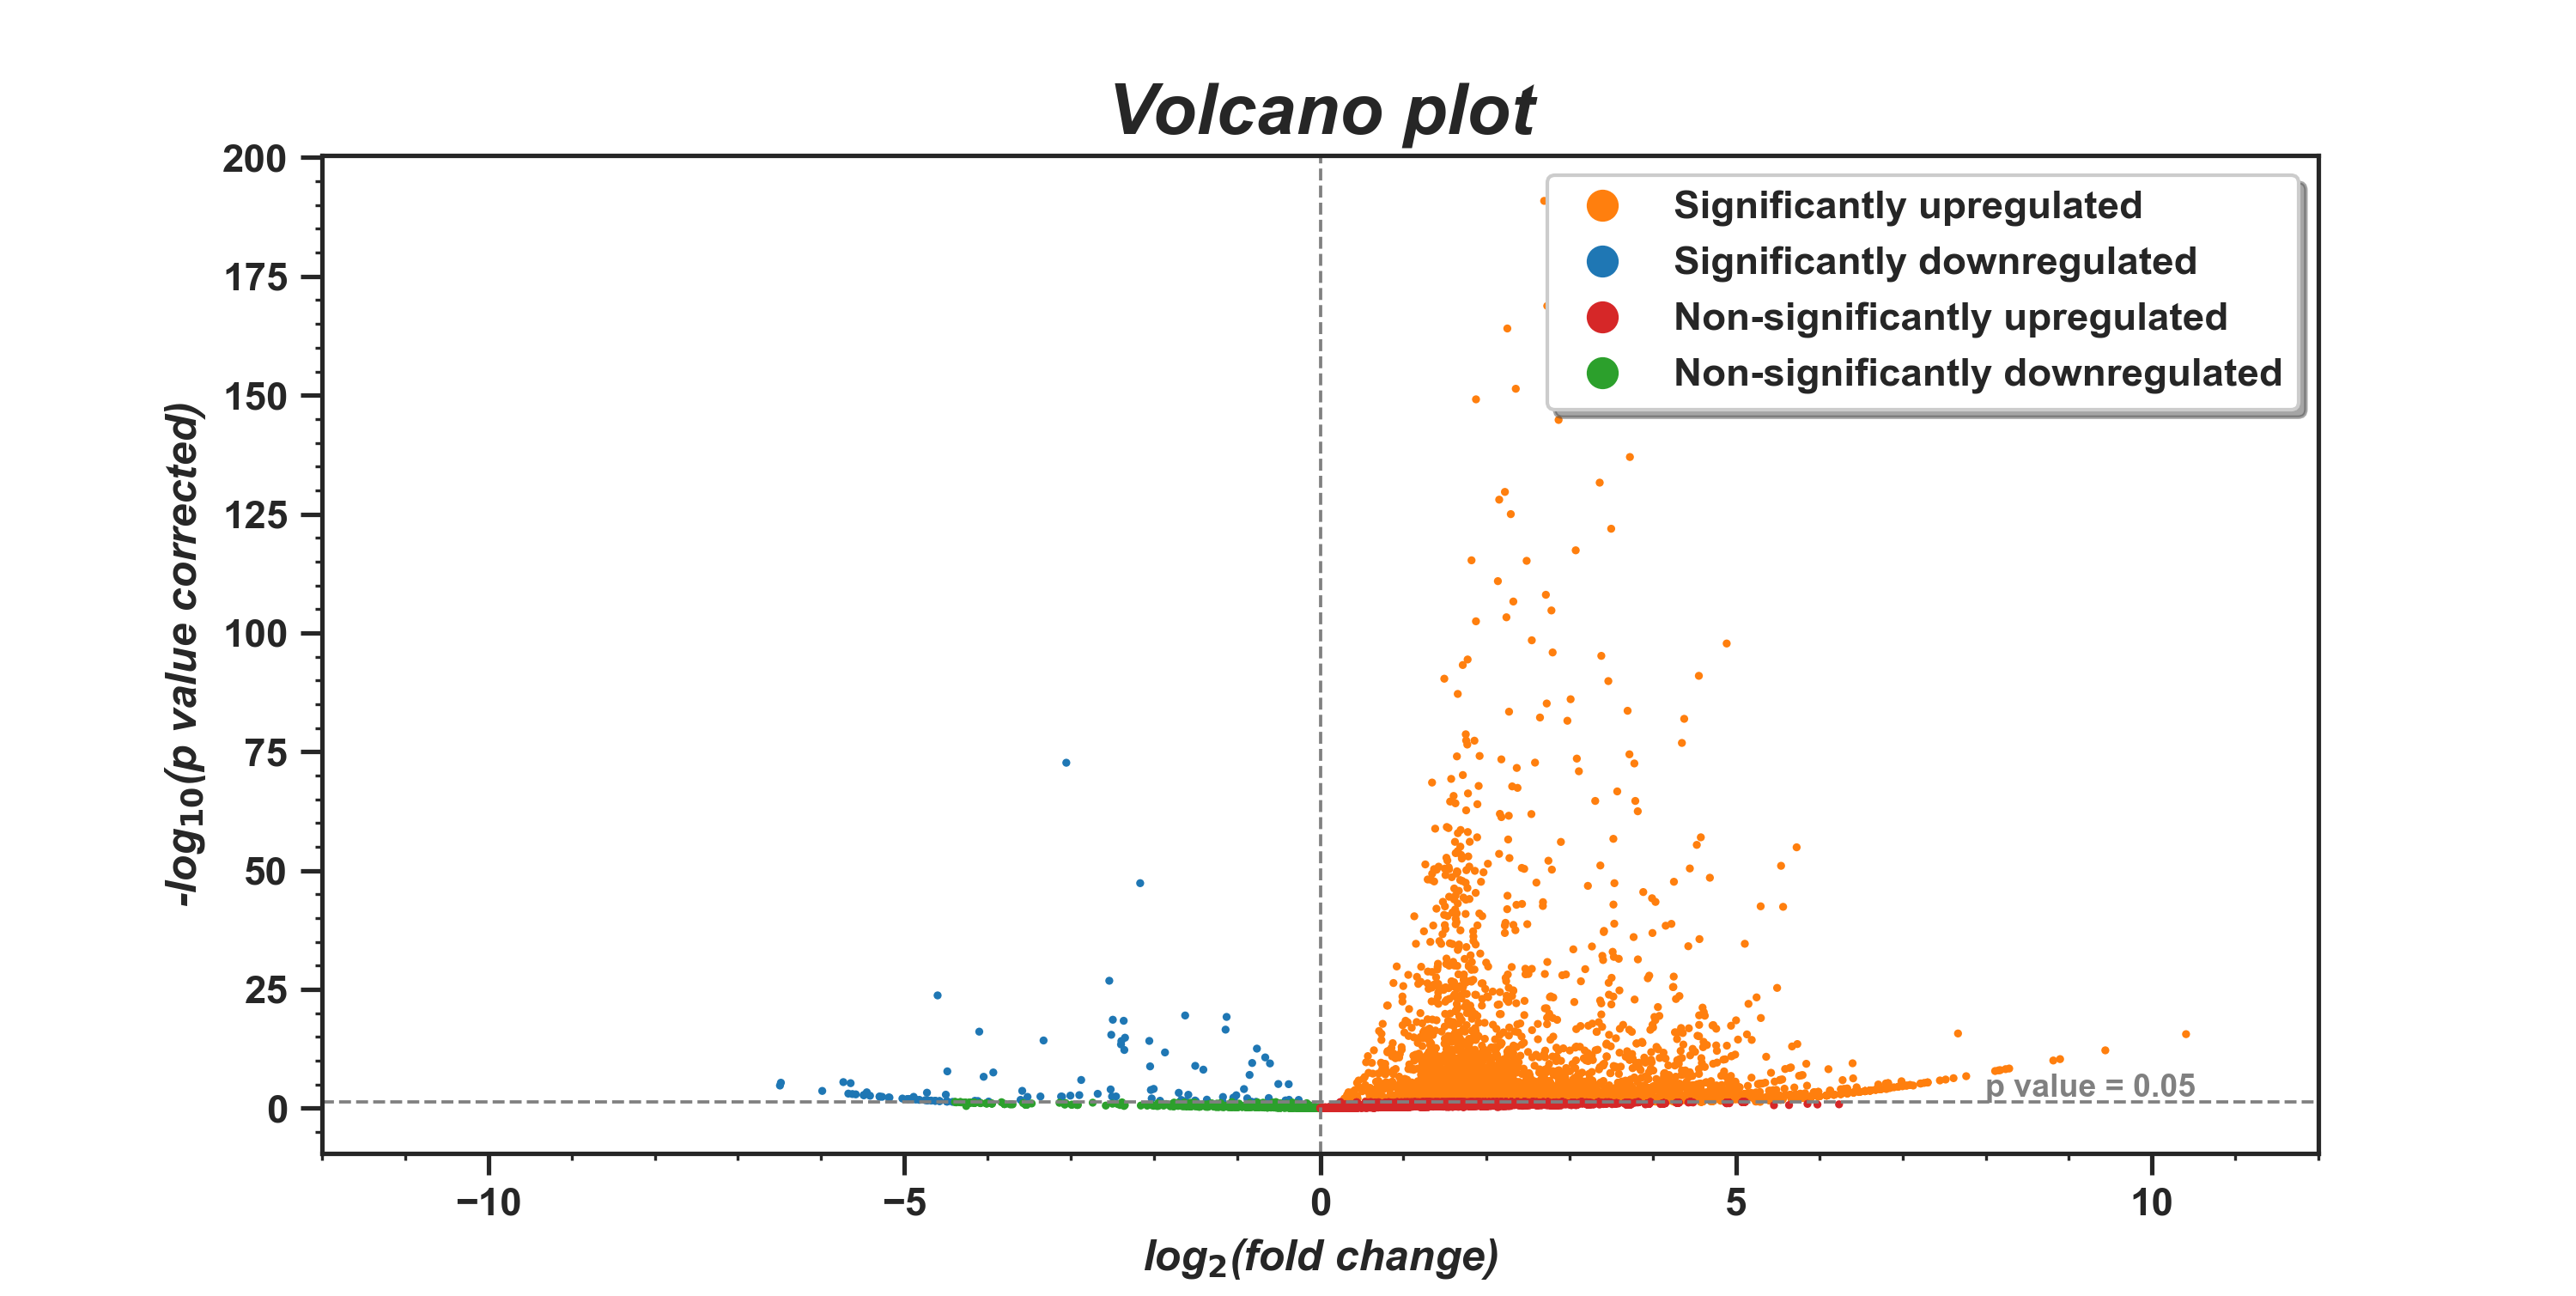 Volcano plot
200
175
150
125
100
75
50
25
0
-log₁₀(p value corrected)
Significantly upregulated
Significantly downregulated
Non-significantly upregulated
Non-significantly downregulated
p value = 0.05
−10 −5 0 5 10
log₂(fold change)